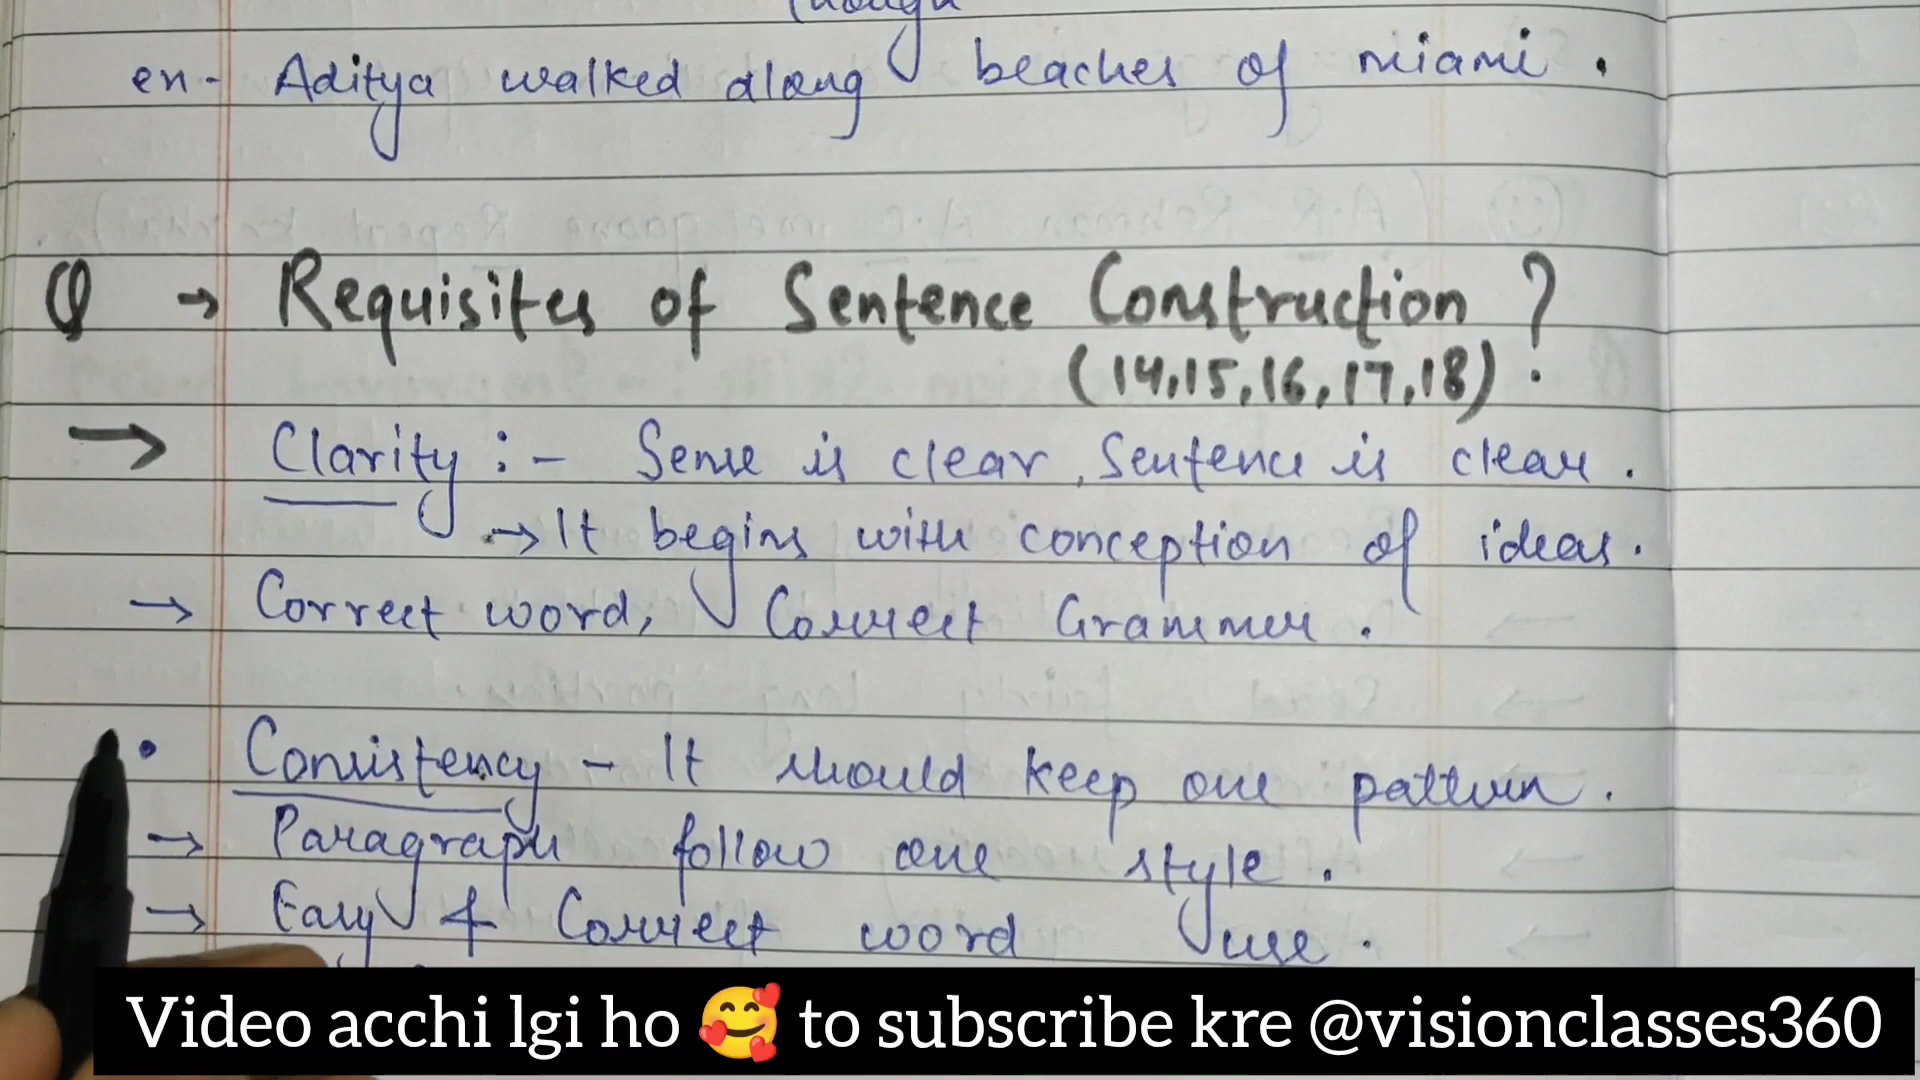 though
en- Aditya walked along beaches of miami .
Q → Requisites of Sentence Construction ?
(14,15,16,17,18) .
→ Clarity :- Sense is clear, Sentence is clear .
→ It begins with conception of ideas .
→ Correct word, Correct Grammer .
• Consistency - It should keep one pattern .
→ Paragraph follow one style .
→ Easy & Correct word use .
Video acchi lgi ho 🥰 to subscribe kre @visionclasses360